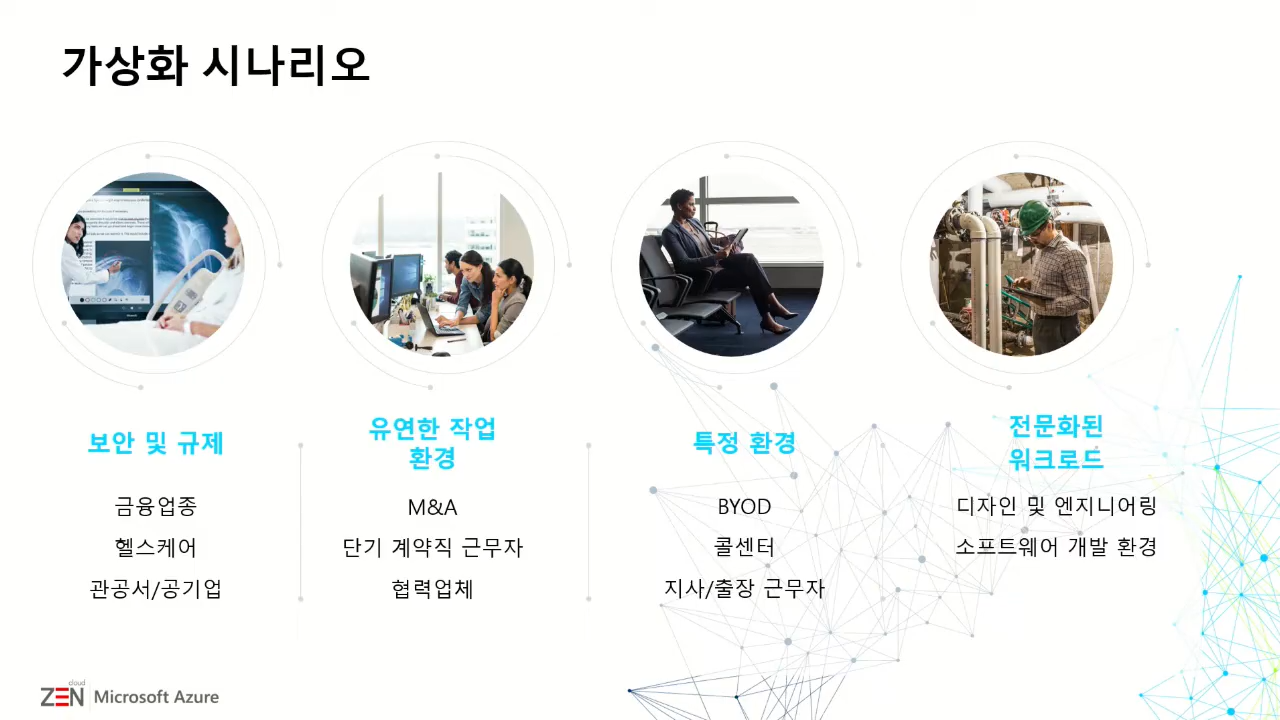 가상화 시나리오
보안 및 규제
금융업종
헬스케어
관공서/공기업
유연한 작업
환경
M&A
단기 계약직 근무자
협력업체
특정 환경
BYOD
콜센터
지사/출장 근무자
전문화된
워크로드
디자인 및 엔지니어링
소프트웨어 개발 환경
cloud
ZEN Microsoft Azure